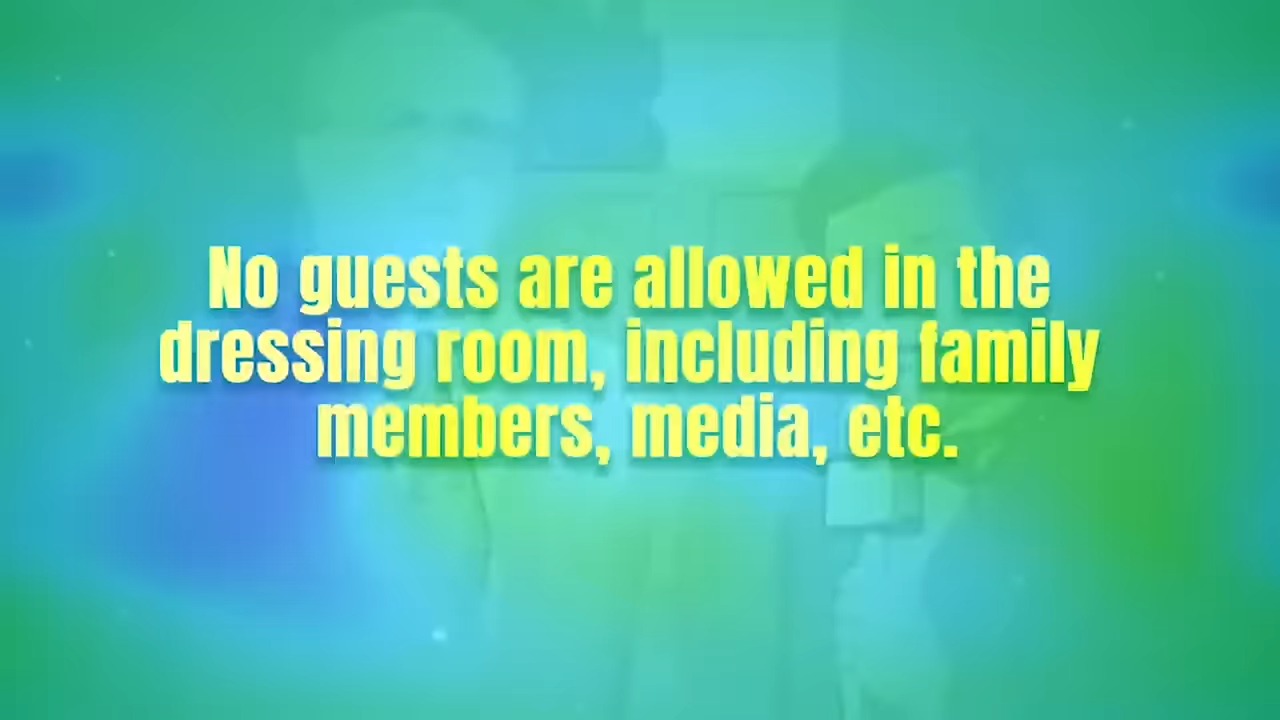 No guests are allowed in the
dressing room, including family
members, media, etc.